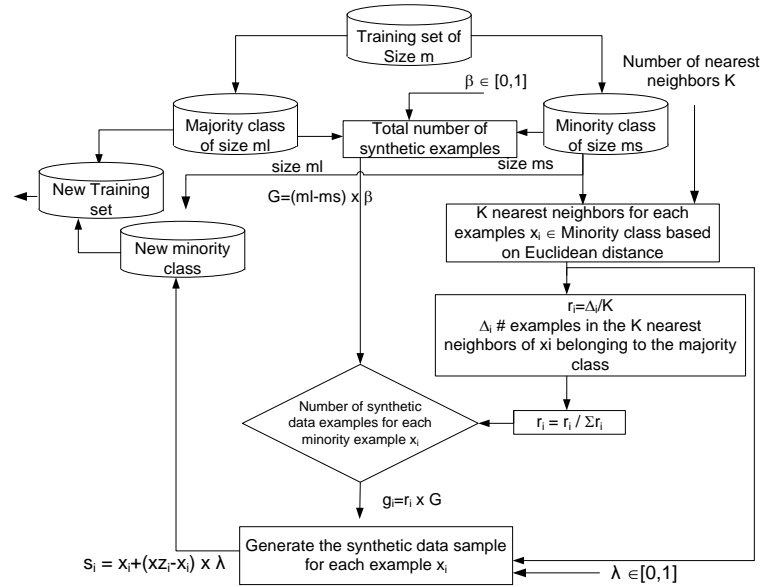 Training set of
Size m
Number of nearest
neighbors K
β ∈ [0,1]
Majority class
of size ml
Total number of
synthetic examples
Minority class
of size ms
size ml
size ms
New Training
set
G=(ml-ms) x β
K nearest neighbors for each
examples xᵢ ∈ Minority class based
on Euclidean distance
New minority
class
rᵢ=Δᵢ/K
Δᵢ # examples in the K nearest
neighbors of xi belonging to the majority
class
Number of synthetic
data examples for each
minority example xᵢ
rᵢ = rᵢ / Σrᵢ
gᵢ=rᵢ x G
sᵢ = xᵢ+(xzᵢ-xᵢ) x λ
Generate the synthetic data sample
for each example xᵢ
λ ∈[0,1]